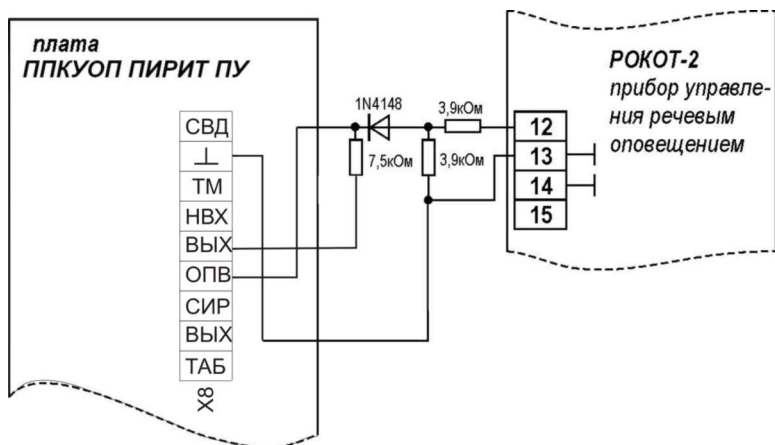 плата
ППКУОП ПИРИТ ПУ
СВД
⊥
ТМ
НВХ
ВЫХ
ОПВ
СИР
ВЫХ
ТАБ
X8
1N4148
3,9кОм
7,5кОм
3,9кОм
12
13
14
15
РОКОТ-2
прибор управле-
ния речевым
оповещением